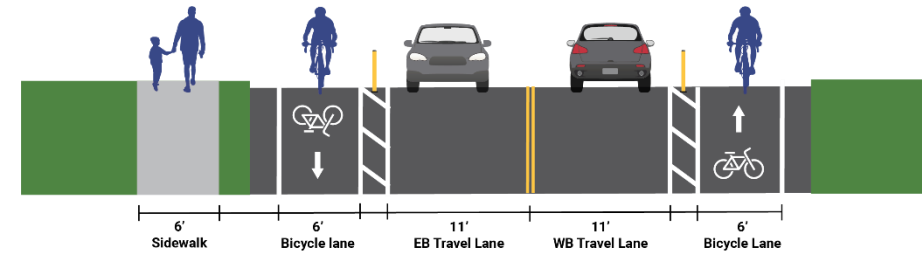 6’
Sidewalk
6’
Bicycle lane
11’
EB Travel Lane
11’
WB Travel Lane
6’
Bicycle Lane